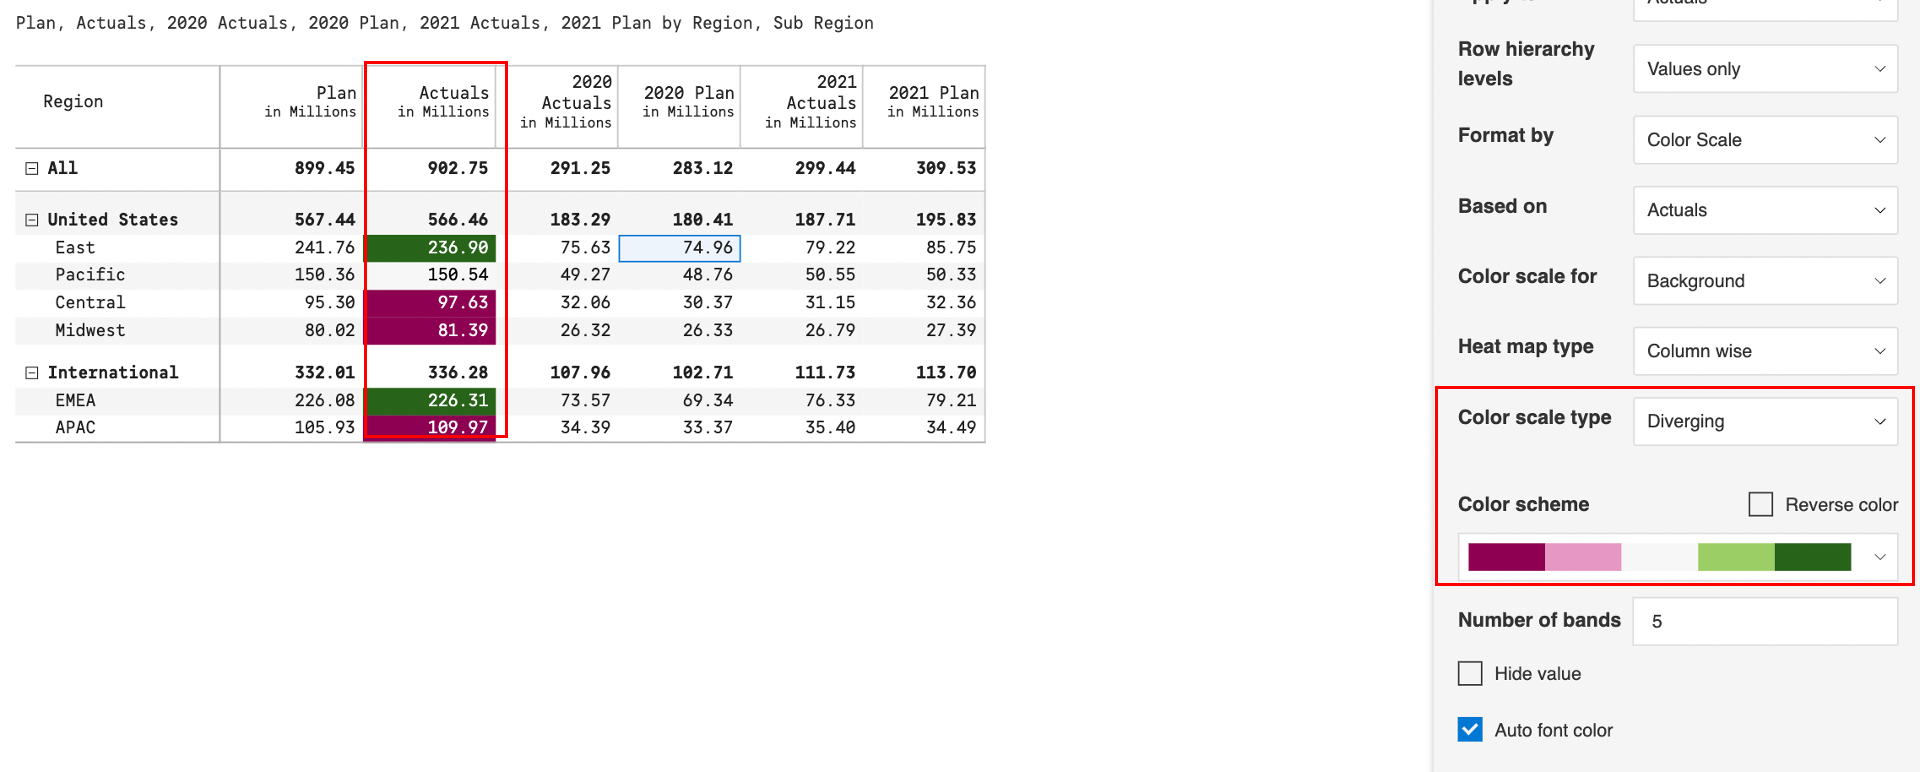 Plan, Actuals, 2020 Actuals, 2020 Plan, 2021 Actuals, 2021 Plan by Region, Sub Region
Region
Plan
in Millions
Actuals
in Millions
2020
Actuals
in Millions
2020 Plan
in Millions
2021
Actuals
in Millions
2021 Plan
in Millions
All 899.45 902.75 291.25 283.12 299.44 309.53
United States 567.44 566.46 183.29 180.41 187.71 195.83
East 241.76 236.90 75.63 74.96 79.22 85.75
Pacific 150.36 150.54 49.27 48.76 50.55 50.33
Central 95.30 97.63 32.06 30.37 31.15 32.36
Midwest 80.02 81.39 26.32 26.33 26.79 27.39
International 332.01 336.28 107.96 102.71 111.73 113.70
EMEA 226.08 226.31 73.57 69.34 76.33 79.21
APAC 105.93 109.97 34.39 33.37 35.40 34.49
Row hierarchy
levels
Values only
Format by Color Scale
Based on Actuals
Color scale for Background
Heat map type Column wise
Color scale type Diverging
Color scheme Reverse color
Number of bands 5
Hide value
Auto font color